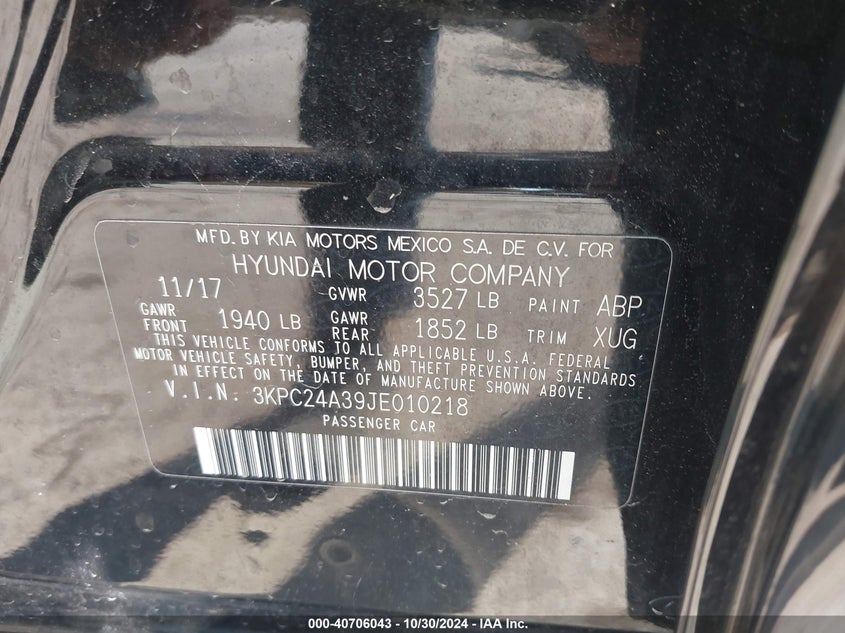 MFD. BY KIA MOTORS MEXICO S.A. DE C.V. FOR
HYUNDAI MOTOR COMPANY
11/17 GVWR 3527 LB PAINT ABP
GAWR FRONT 1940 LB GAWR REAR 1852 LB TRIM XUG
THIS VEHICLE CONFORMS TO ALL APPLICABLE U.S.A. FEDERAL
MOTOR VEHICLE SAFETY, BUMPER, AND THEFT PREVENTION STANDARDS
IN EFFECT ON THE DATE OF MANUFACTURE SHOWN ABOVE.
V.I.N. 3KPC24A39JE010218
PASSENGER CAR
000-40706043 - 10/30/2024 - IAA Inc.